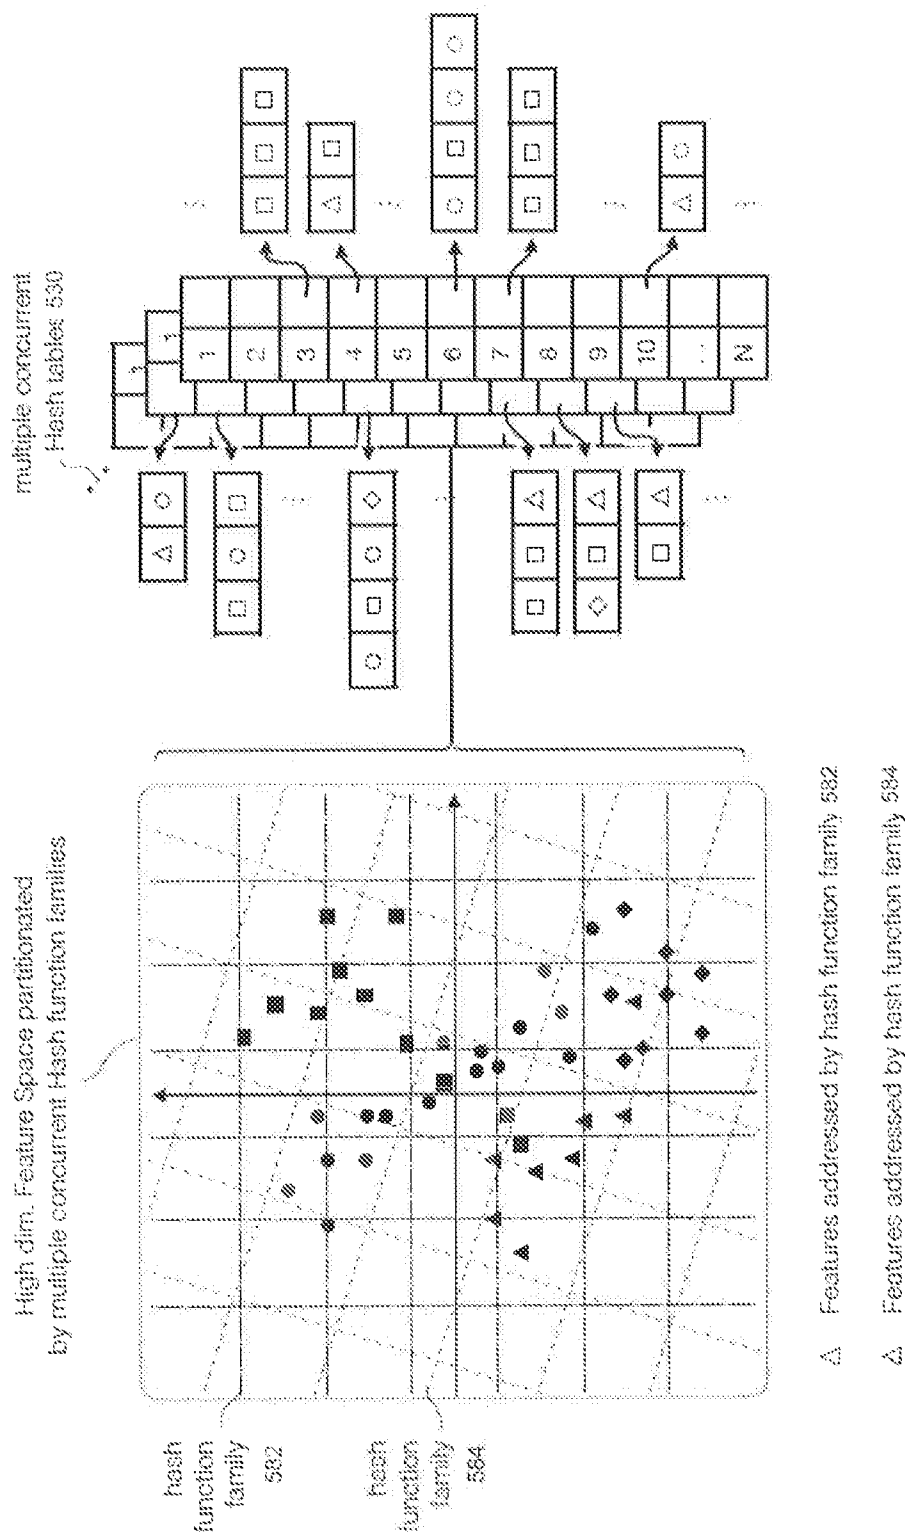 High dim. Feature Space partitionated
by multiple concurrent Hash function families
hash
function
family
582
hash
function
family
584
multiple concurrent
Hash tables 530
1
1
1
2
3
4
5
6
7
8
9
10
...
N
Features addressed by hash function family 582
Features addressed by hash function family 584